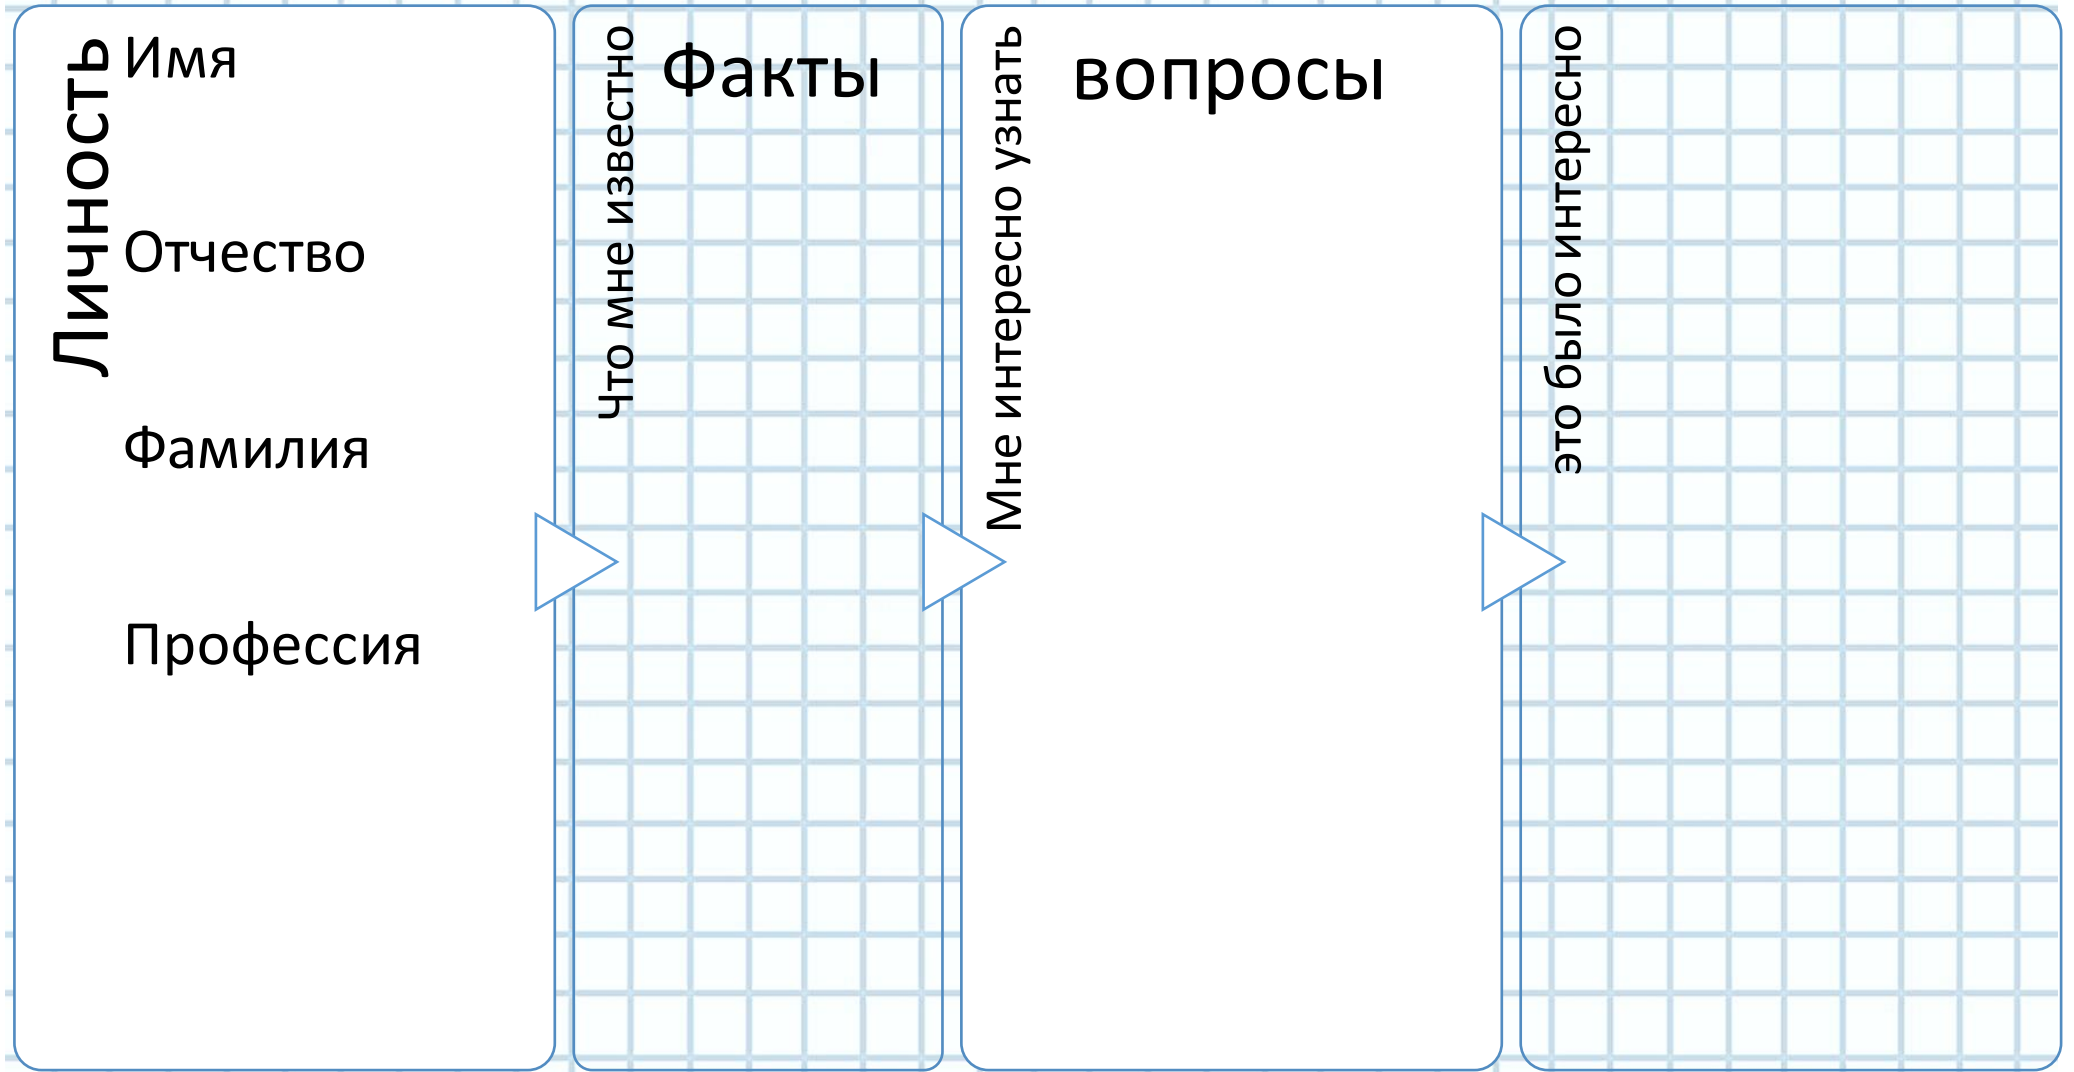 Личность
Имя
Отчество
Фамилия
Профессия
Что мне известно
Факты
Мне интересно узнать
вопросы
это было интересно